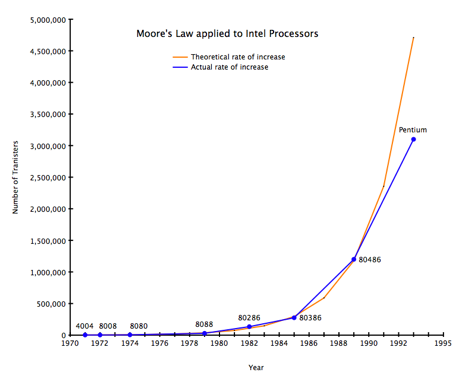 Moore's Law applied to Intel Processors
Theoretical rate of increase
Actual rate of increase
Number of Tranisters
5,000,000
4,500,000
4,000,000
3,500,000
3,000,000
2,500,000
2,000,000
1,500,000
1,000,000
500,000
0
Pentium
80486
80386
80286
8088
8080
8008
4004
1970 1972 1974 1976 1978 1980 1982 1984 1986 1988 1990 1992 1995
Year